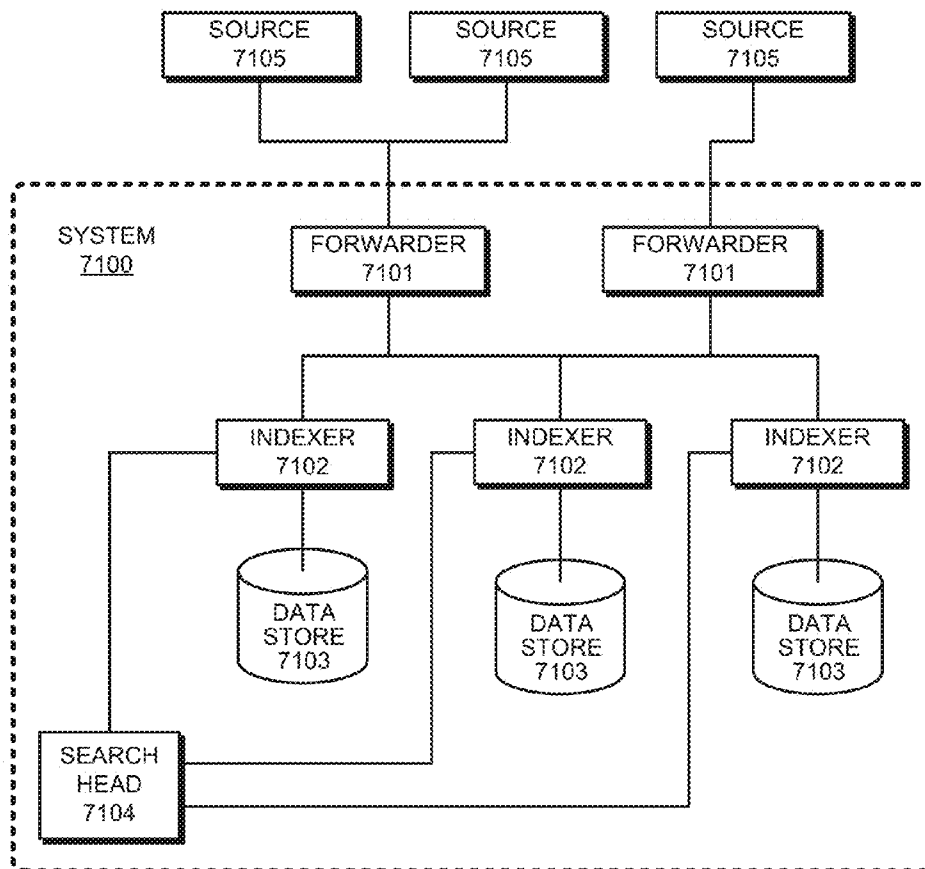 SOURCE
7105
SOURCE
7105
SOURCE
7105
SYSTEM
7100
FORWARDER
7101
FORWARDER
7101
INDEXER
7102
INDEXER
7102
INDEXER
7102
DATA
STORE
7103
DATA
STORE
7103
DATA
STORE
7103
SEARCH
HEAD
7104